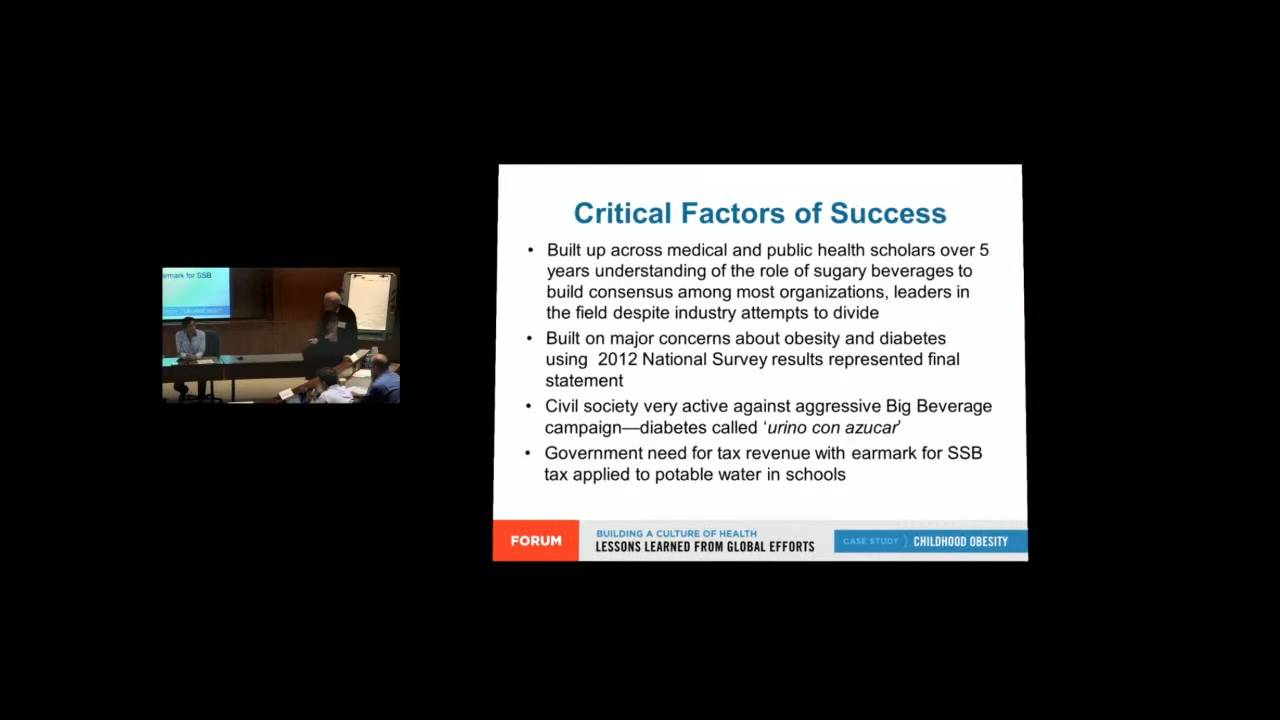 Critical Factors of Success
• Built up across medical and public health scholars over 5
years understanding of the role of sugary beverages to
build consensus among most organizations, leaders in
the field despite industry attempts to divide
• Built on major concerns about obesity and diabetes
using 2012 National Survey results represented final
statement
• Civil society very active against aggressive Big Beverage
campaign—diabetes called ‘urino con azucar’
• Government need for tax revenue with earmark for SSB
tax applied to potable water in schools
FORUM
BUILDING A CULTURE OF HEALTH
LESSONS LEARNED FROM GLOBAL EFFORTS
CASE STUDY 〉 CHILDHOOD OBESITY
earmark for SSB